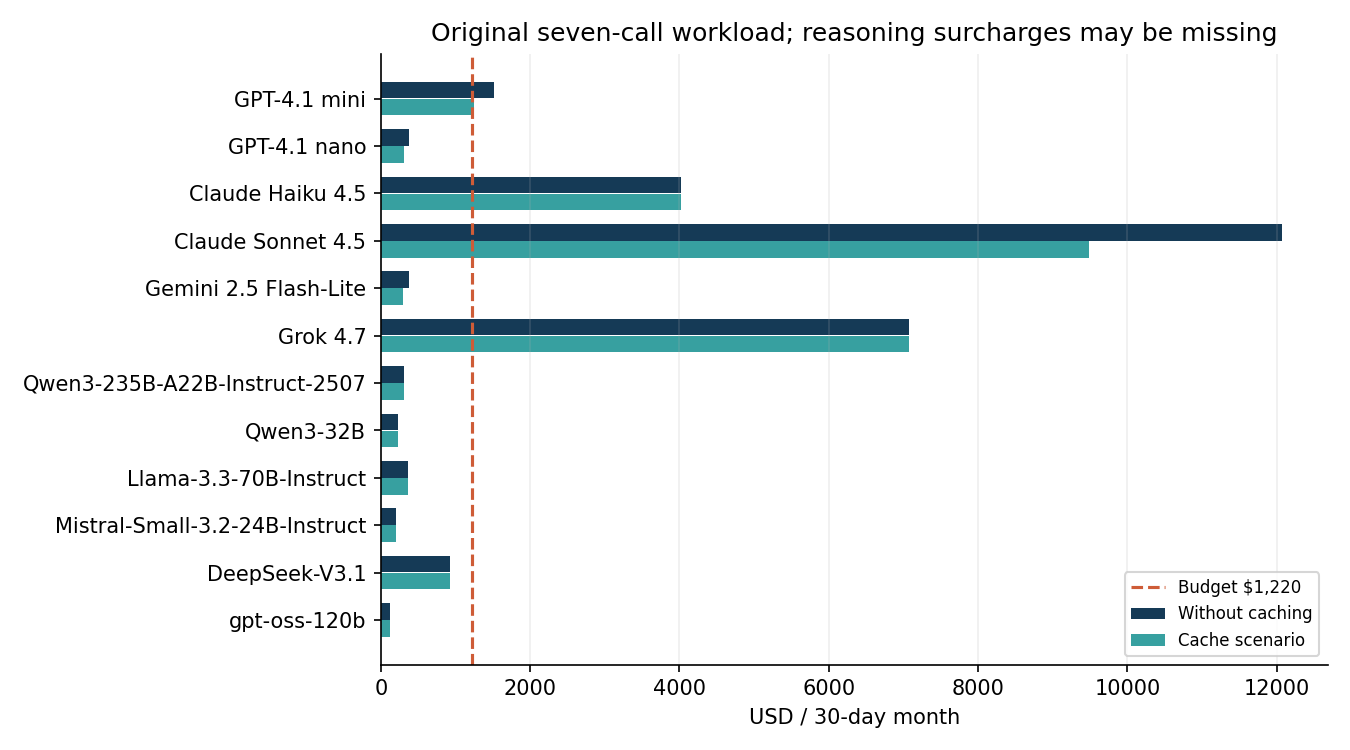 Original seven-call workload; reasoning surcharges may be missing
GPT-4.1 mini
GPT-4.1 nano
Claude Haiku 4.5
Claude Sonnet 4.5
Gemini 2.5 Flash-Lite
Grok 4.7
Qwen3-235B-A22B-Instruct-2507
Qwen3-32B
Llama-3.3-70B-Instruct
Mistral-Small-3.2-24B-Instruct
DeepSeek-V3.1
gpt-oss-120b
Budget $1,220
Without caching
Cache scenario
0 2000 4000 6000 8000 10000 12000
USD / 30-day month